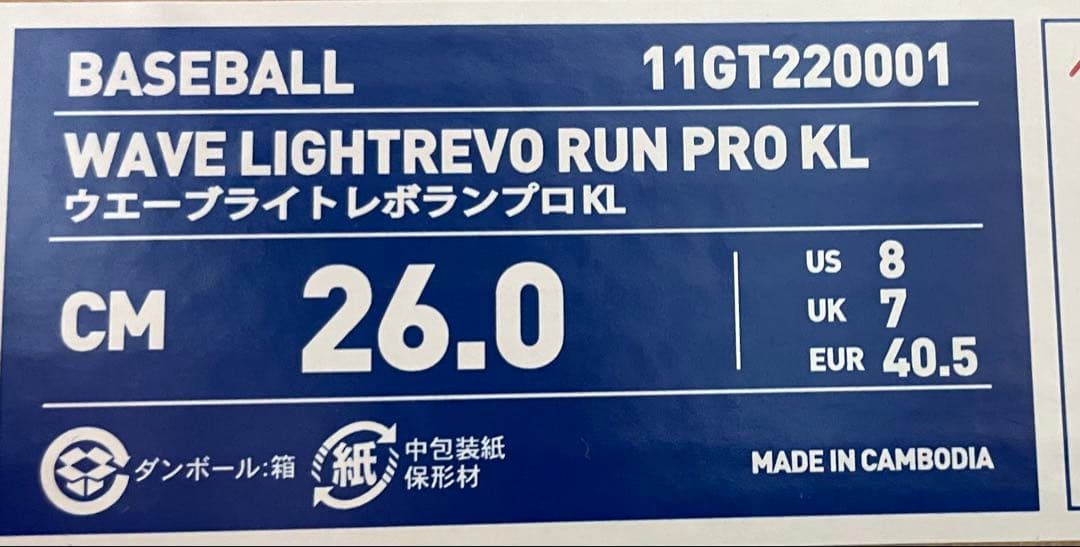 BASEBALL 11GT220001
WAVE LIGHTREVO RUN PRO KL
ウエーブライトレボランプロKL
CM 26.0
US 8
UK 7
EUR 40.5
ダンボール:箱
紙
中包装紙
保形材
MADE IN CAMBODIA